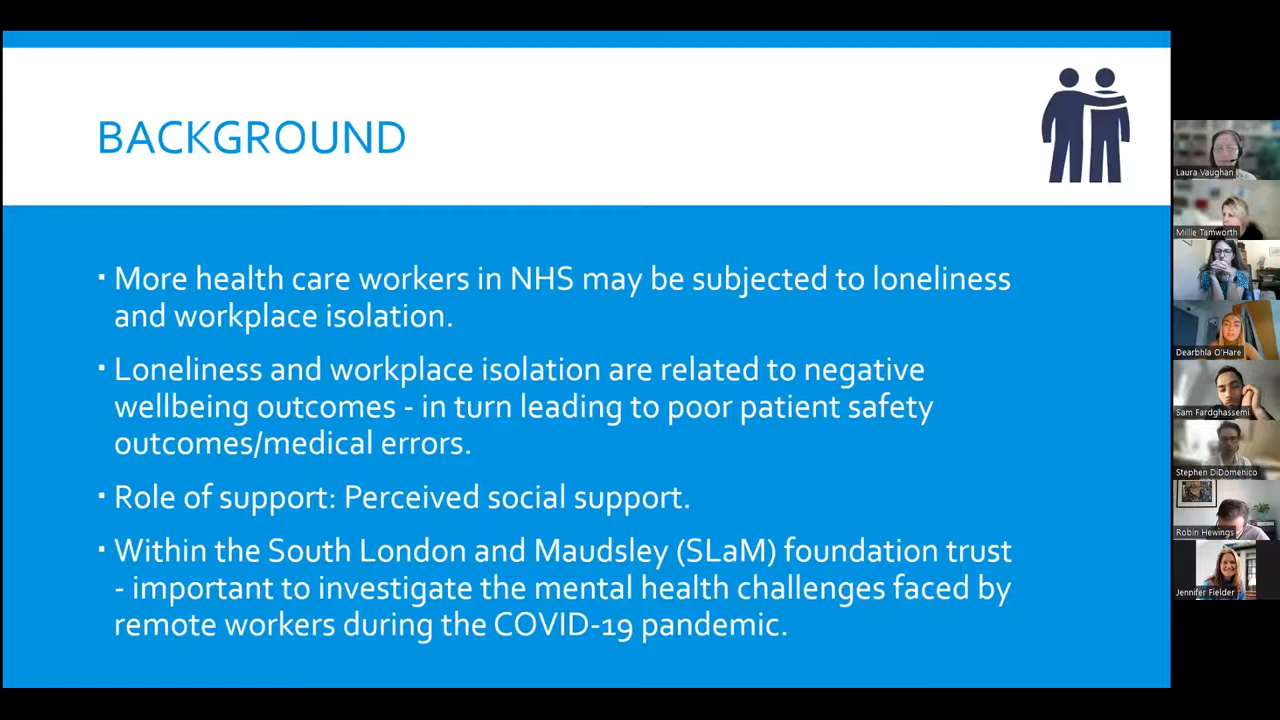 BACKGROUND
▪ More health care workers in NHS may be subjected to loneliness
and workplace isolation.
▪ Loneliness and workplace isolation are related to negative
wellbeing outcomes - in turn leading to poor patient safety
outcomes/medical errors.
▪ Role of support: Perceived social support.
▪ Within the South London and Maudsley (SLaM) foundation trust
- important to investigate the mental health challenges faced by
remote workers during the COVID-19 pandemic.
Laura Vaughan
Millie Tamworth
Dearbhla O'Hare
Sam Fardghassemi
Stephen DiDomenico
Robin Hewings
Jennifer Fielder